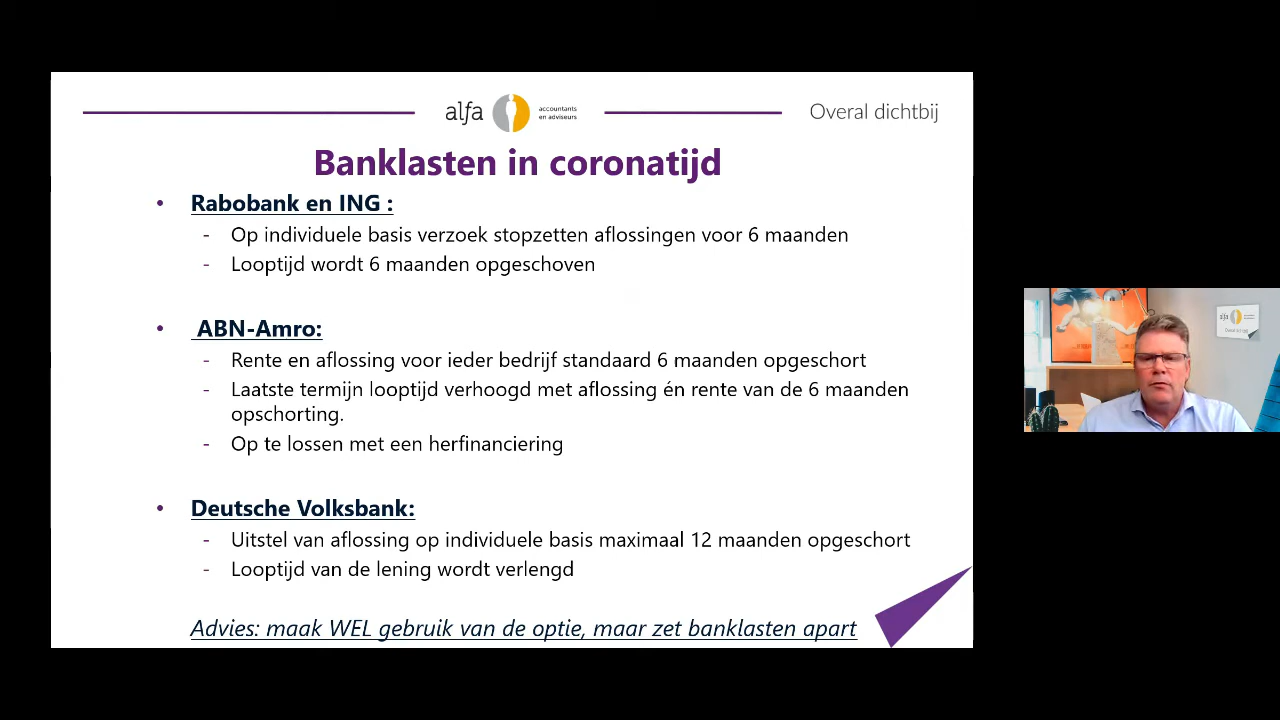 alfa accountants
en adviseurs
Overal dichtbij
Banklasten in coronatijd
• Rabobank en ING :
- Op individuele basis verzoek stopzetten aflossingen voor 6 maanden
- Looptijd wordt 6 maanden opgeschoven
• ABN-Amro:
- Rente en aflossing voor ieder bedrijf standaard 6 maanden opgeschort
- Laatste termijn looptijd verhoogd met aflossing én rente van de 6 maanden
opschorting.
- Op te lossen met een herfinanciering
• Deutsche Volksbank:
- Uitstel van aflossing op individuele basis maximaal 12 maanden opgeschort
- Looptijd van de lening wordt verlengd
Advies: maak WEL gebruik van de optie, maar zet banklasten apart
alfa